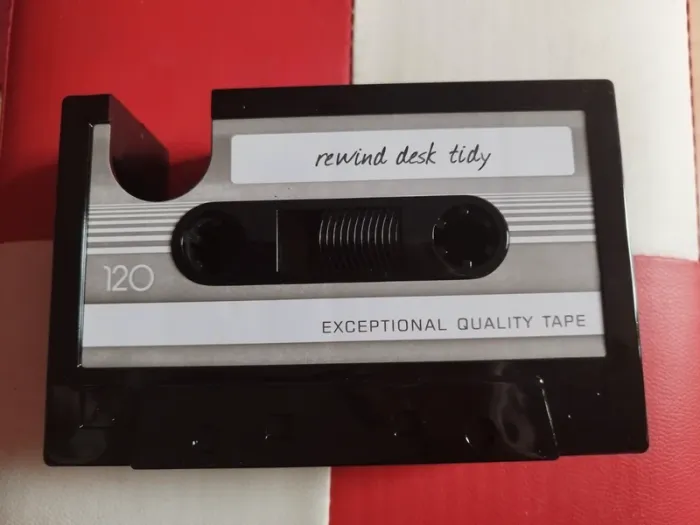 rewind desk tidy
120
EXCEPTIONAL QUALITY TAPE